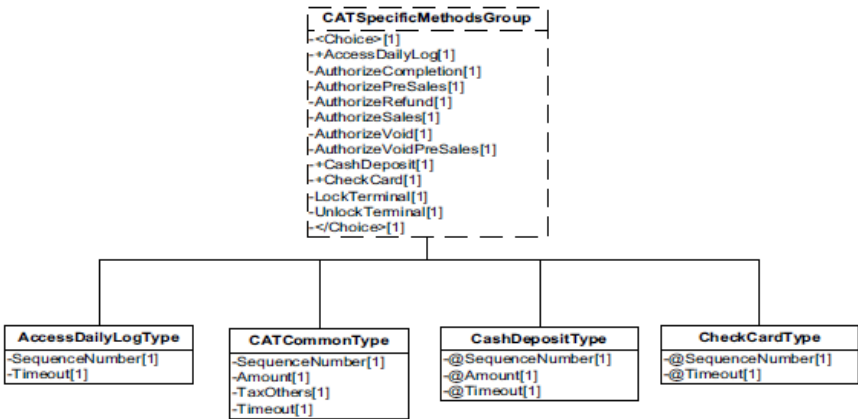 CATSpecificMethodsGroup
-<Choice>[1]
-+AccessDailyLog[1]
-AuthorizeCompletion[1]
-AuthorizePreSales[1]
-AuthorizeRefund[1]
-AuthorizeSales[1]
-AuthorizeVoid[1]
-AuthorizeVoidPreSales[1]
-+CashDeposit[1]
-+CheckCard[1]
-LockTerminal[1]
-UnlockTerminal[1]
-</Choice>[1]
AccessDailyLogType
-SequenceNumber[1]
-Timeout[1]
CATCommonType
-SequenceNumber[1]
-Amount[1]
-TaxOthers[1]
-Timeout[1]
CashDepositType
-@SequenceNumber[1]
-@Amount[1]
-@Timeout[1]
CheckCardType
-@SequenceNumber[1]
-@Timeout[1]